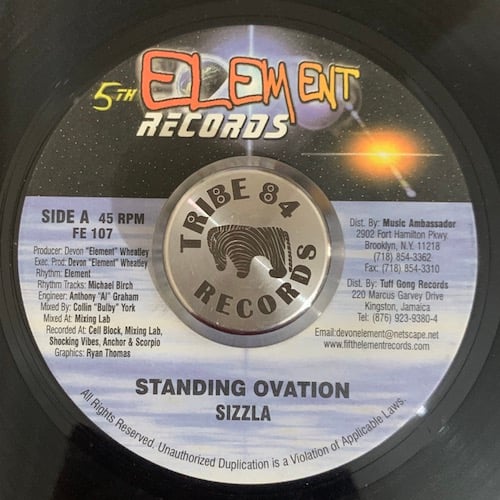 5TH ELEMENT
RECORDS
TRIBE 84
RECORDS
SIDE A 45 RPM
FE 107
Producer: Devon "Element" Wheatley
Exec. Prod: Devon "Element" Wheatley
Rhythm: Element
Rhythm Tracks: Michael Birch
Engineer: Anthony "Al" Graham
Mixed By: Collin "Bulby" York
Mixed At: Mixing Lab
Recorded At: Cell Block, Mixing Lab,
Shocking Vibes, Anchor & Scorpio
Graphics: Ryan Thomas
Dist. By: Music Ambassador
2902 Fort Hamilton Pkwy.
Brooklyn, N.Y. 11218
(718) 854-3362
Fax: (718) 854-3310
Dist. By: Tuff Gong Records
220 Marcus Garvey Drive
Kingston, Jamaica
Tel: (876) 923-9380-4
Email:devonelement@netscape.net
www.fifthelementrecords.com
STANDING OVATION
SIZZLA
All Rights Reserved. Unauthorized Duplication is a Violation of Applicable Laws.